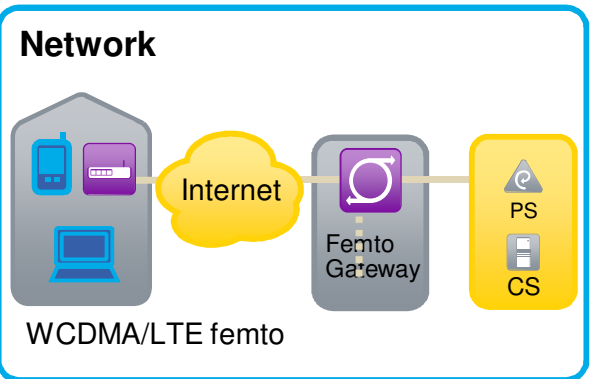 Network
Internet
Femto
Gateway
PS
CS
WCDMA/LTE femto